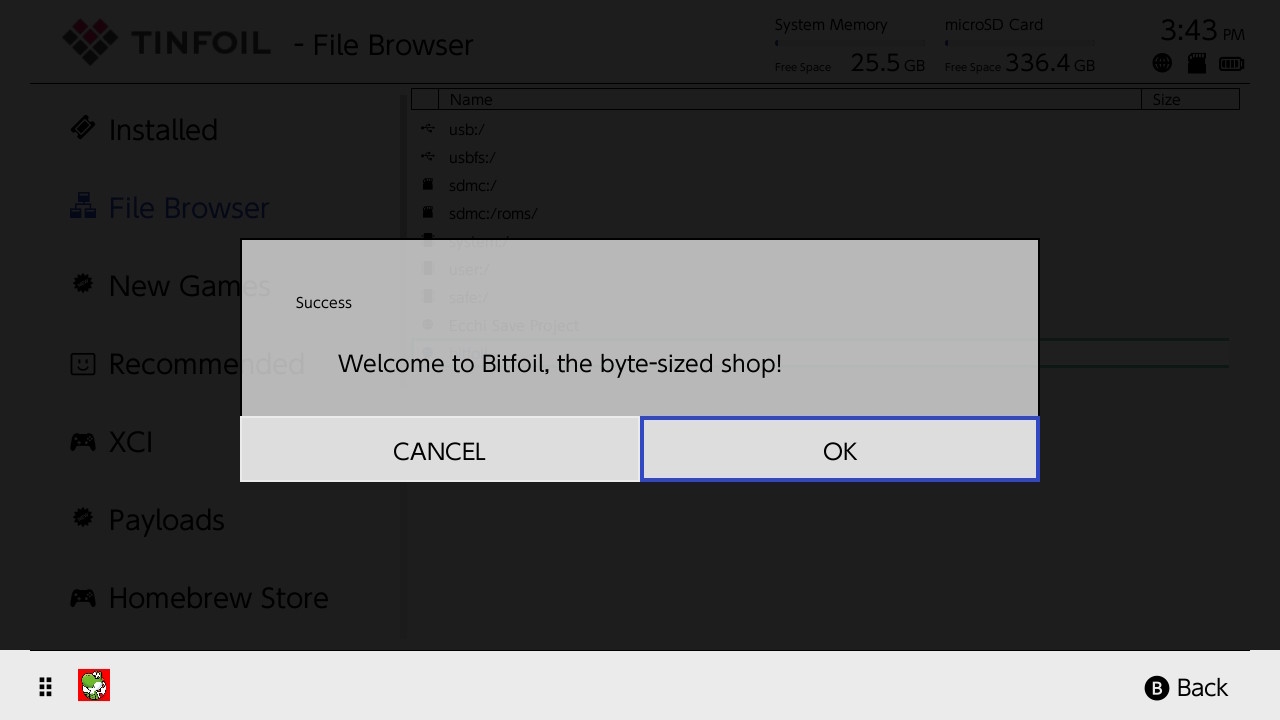 TINFOIL - File Browser
System Memory
microSD Card
3:43 PM
Free Space 25.5 GB
Free Space 336.4 GB
Name
Size
Installed
usb:/
usbfs:/
sdmc:/
File Browser
sdmc:/roms/
system:/
user:/
New Games
safe:/
Success
Ecchi Save Project
Recommended
Welcome to Bitfoil, the byte-sized shop!
XCI
CANCEL
OK
Payloads
Homebrew Store
B Back